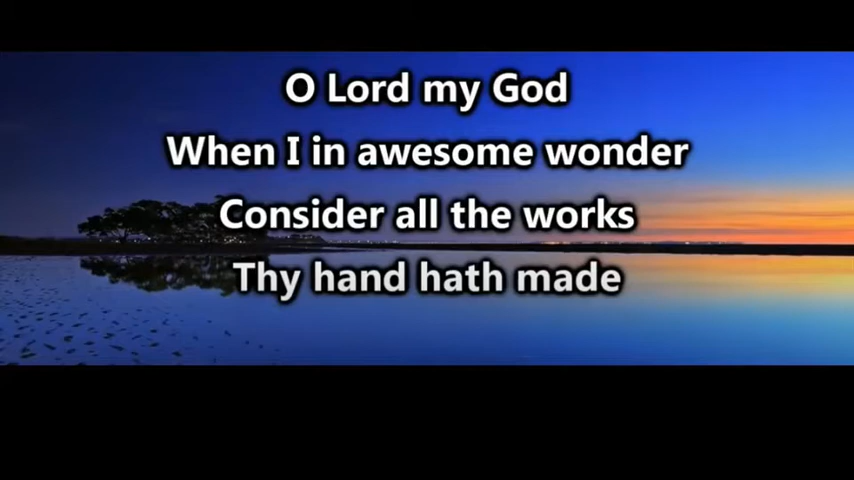 O Lord my God
When I in awesome wonder
Consider all the works
Thy hand hath made